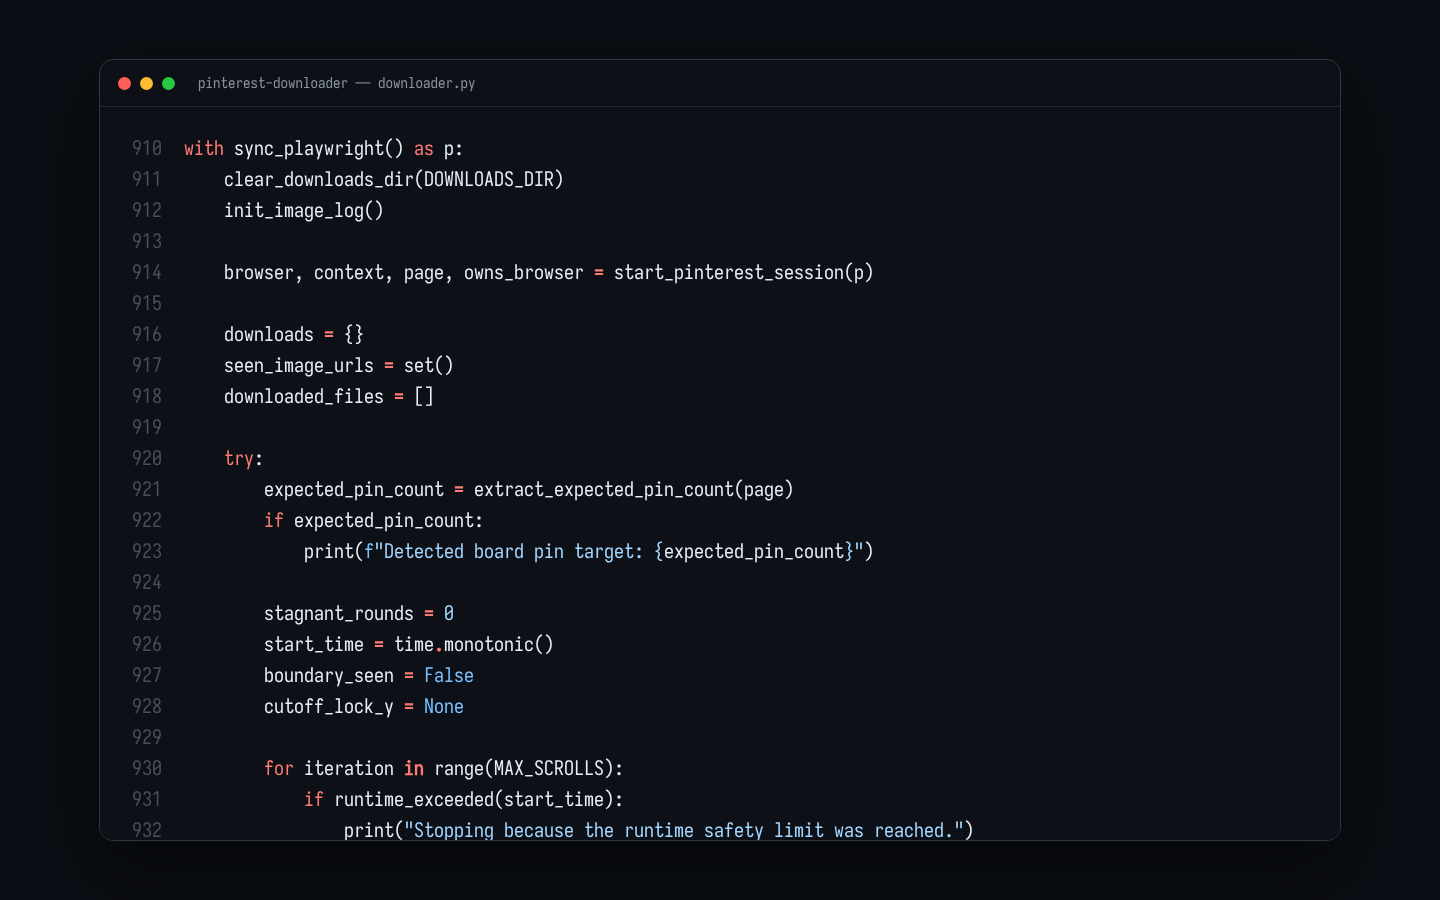 pinterest-downloader — downloader.py
910 with sync_playwright() as p:
911     clear_downloads_dir(DOWNLOADS_DIR)
912     init_image_log()
913
914     browser, context, page, owns_browser = start_pinterest_session(p)
915
916     downloads = {}
917     seen_image_urls = set()
918     downloaded_files = []
919
920     try:
921         expected_pin_count = extract_expected_pin_count(page)
922         if expected_pin_count:
923             print(f"Detected board pin target: {expected_pin_count}")
924
925         stagnant_rounds = 0
926         start_time = time.monotonic()
927         boundary_seen = False
928         cutoff_lock_y = None
929
930         for iteration in range(MAX_SCROLLS):
931             if runtime_exceeded(start_time):
932                 print("Stopping because the runtime safety limit was reached.")